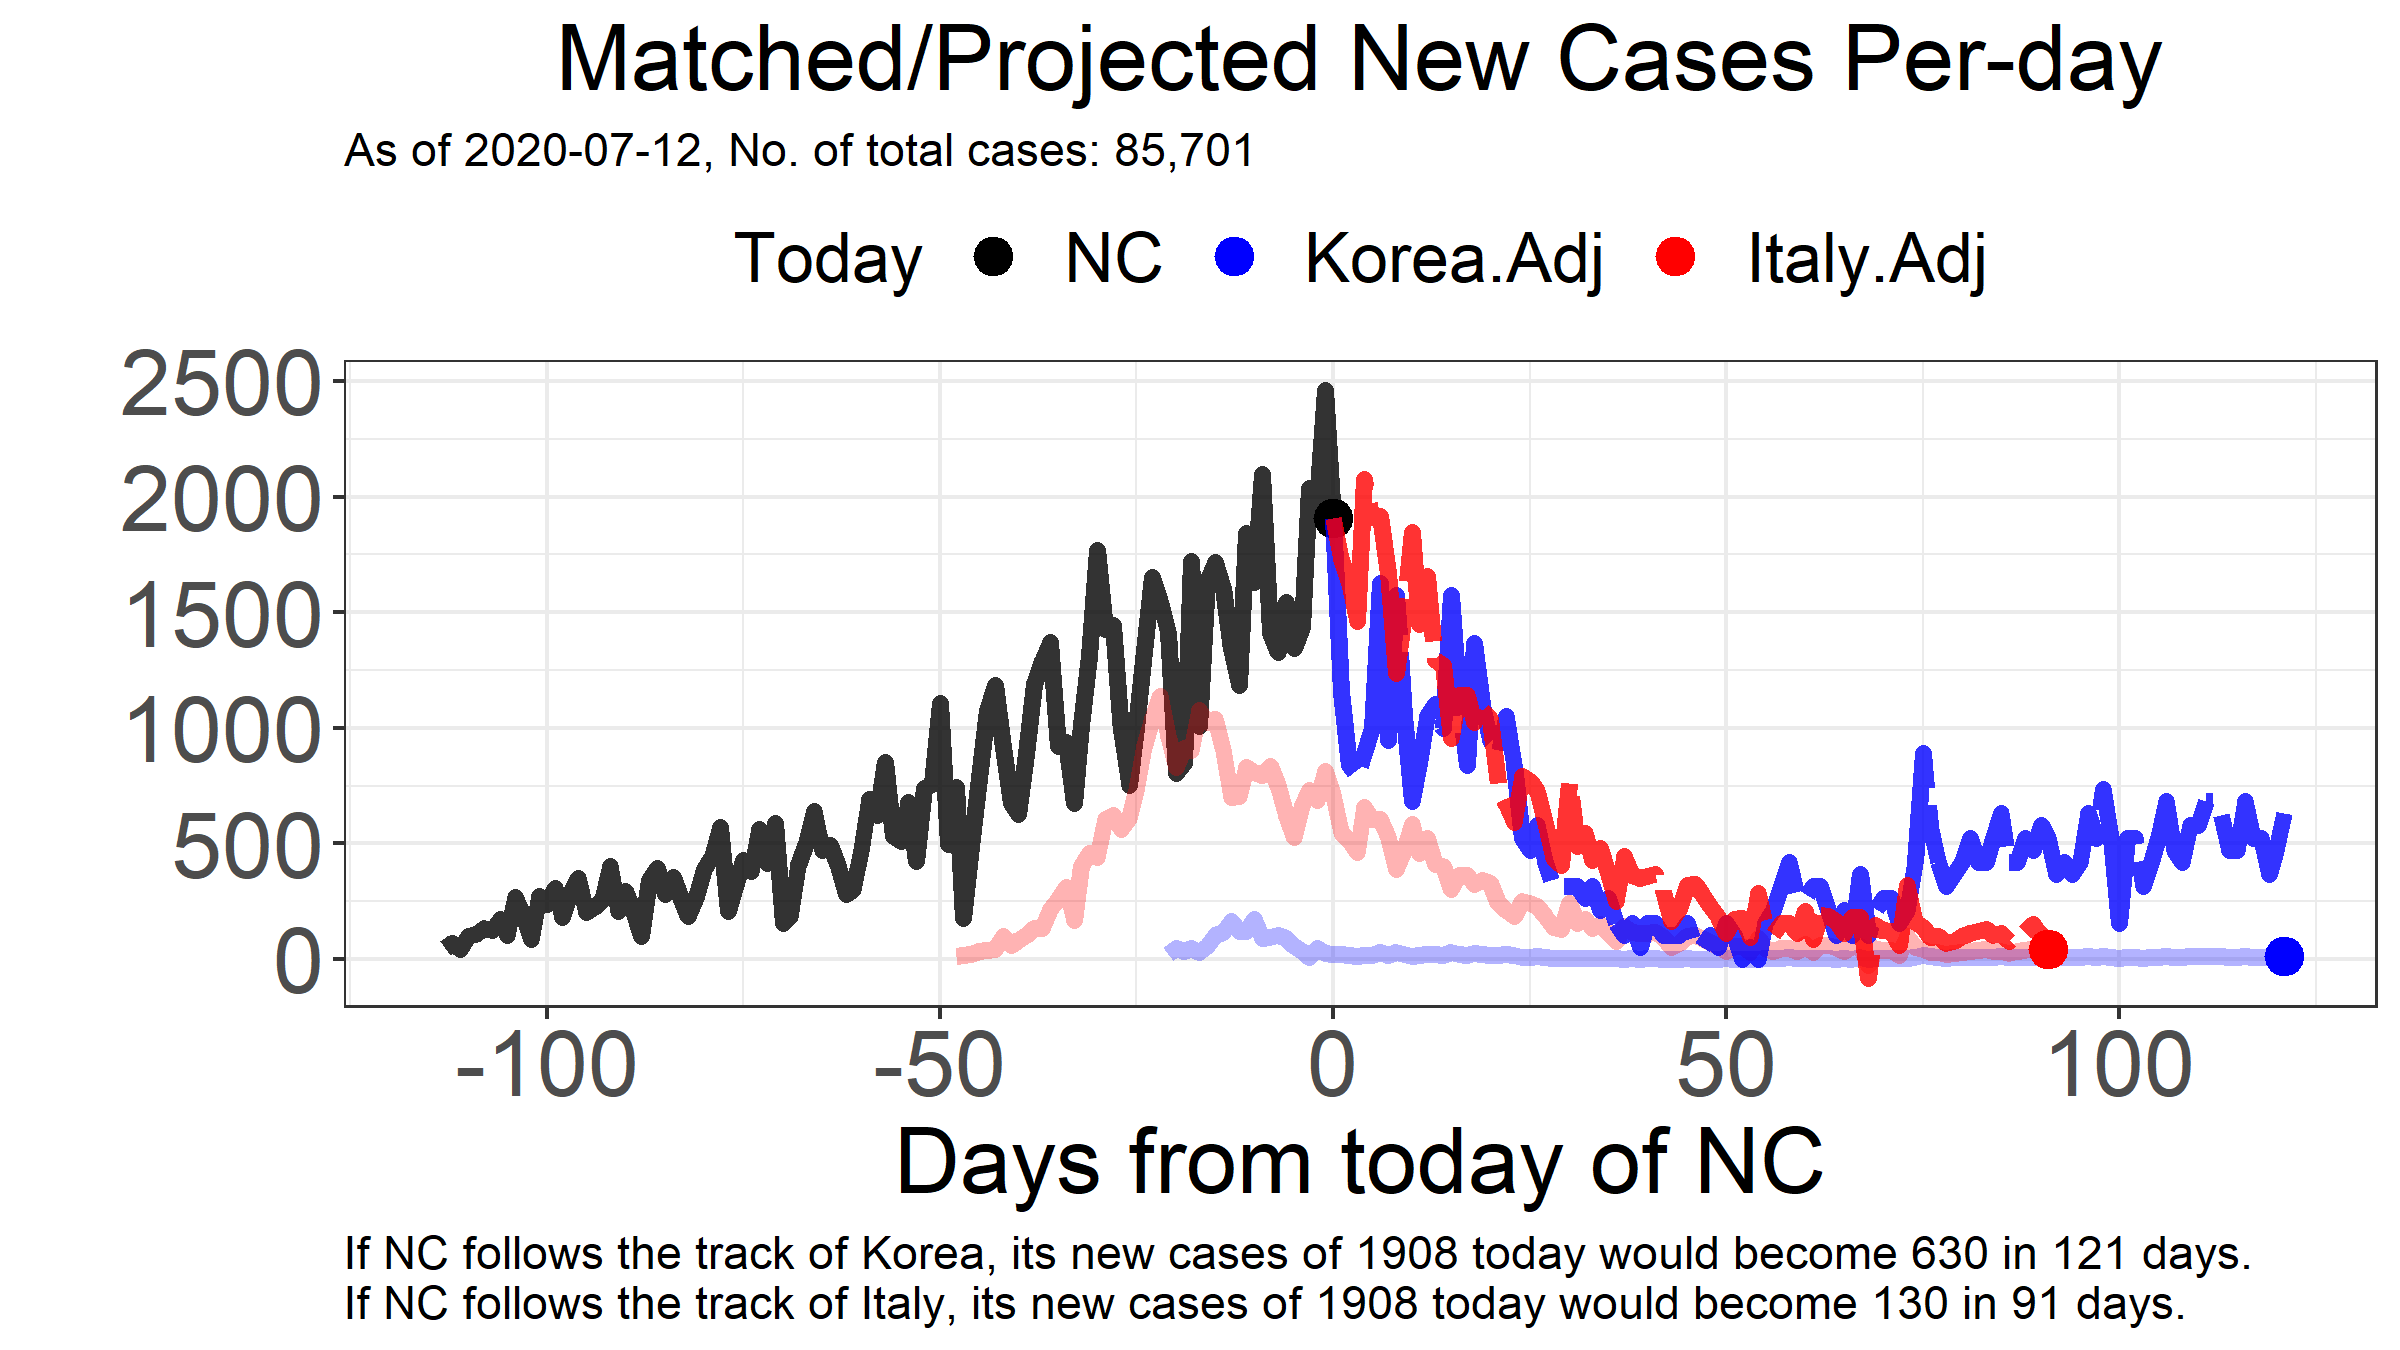 Matched/Projected New Cases Per-day
As of 2020-07-12, No. of total cases: 85,701
Today NC Korea.Adj Italy.Adj
2500
2000
1500
1000
500
0
-100 -50 0 50 100
Days from today of NC
If NC follows the track of Korea, its new cases of 1908 today would become 630 in 121 days.
If NC follows the track of Italy, its new cases of 1908 today would become 130 in 91 days.